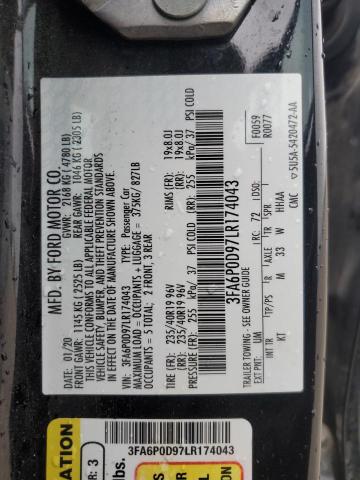 MFD. BY FORD MOTOR CO.
01/20 GVWR: 2168 KG ( 4780 LB)
FRONT GAWR: 1145 KG ( 2525 LB) REAR GAWR: 1046 KG ( 2305 LB)
THIS VEHICLE CONFORMS TO ALL APPLICABLE FEDERAL MOTOR
VEHICLE SAFETY, BUMPER, AND THEFT PREVENTION STANDARDS
IN EFFECT ON THE DATE OF MANUFACTURE SHOWN ABOVE.
VIN: 3FA6P0D97LR174043 TYPE: Passenger Car
MAXIMUM LOAD = OCCUPANTS + LUGGAGE = 375KG/ 827LB
OCCUPANTS = 5 TOTAL; 2 FRONT, 3 REAR
TIRE (FR): 235/40R19 96V RIMS (FR): 19x8.0J
(RR): 235/40R19 96V (RR): 19x8.0J
PRESSURE (FR): 255 kPa/ 37 PSI COLD (RR): 255 kPa/ 37 PSI COLD
3FA6P0D97LR174043
TRAILER TOWING - SEE OWNER GUIDE
EXT PNT: UM RC: 72 DSO: F0059
R0077
INT TR TP/PS R AXLE TR SPR
KT M 33 W HHAA
CMC
5U5A-5420472-AA
3FA6P0D97LR174043
R: 3